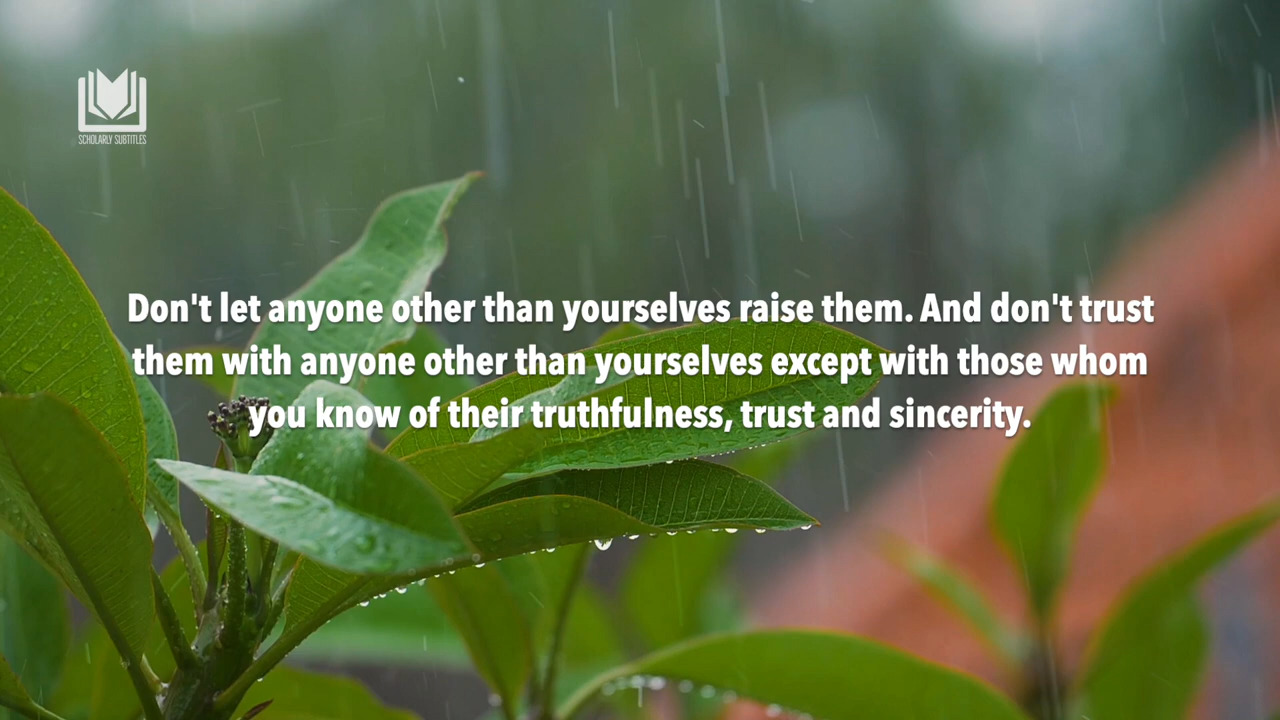 SCHOLARLY SUBTITLES
Don't let anyone other than yourselves raise them. And don't trust
them with anyone other than yourselves except with those whom
you know of their truthfulness, trust and sincerity.